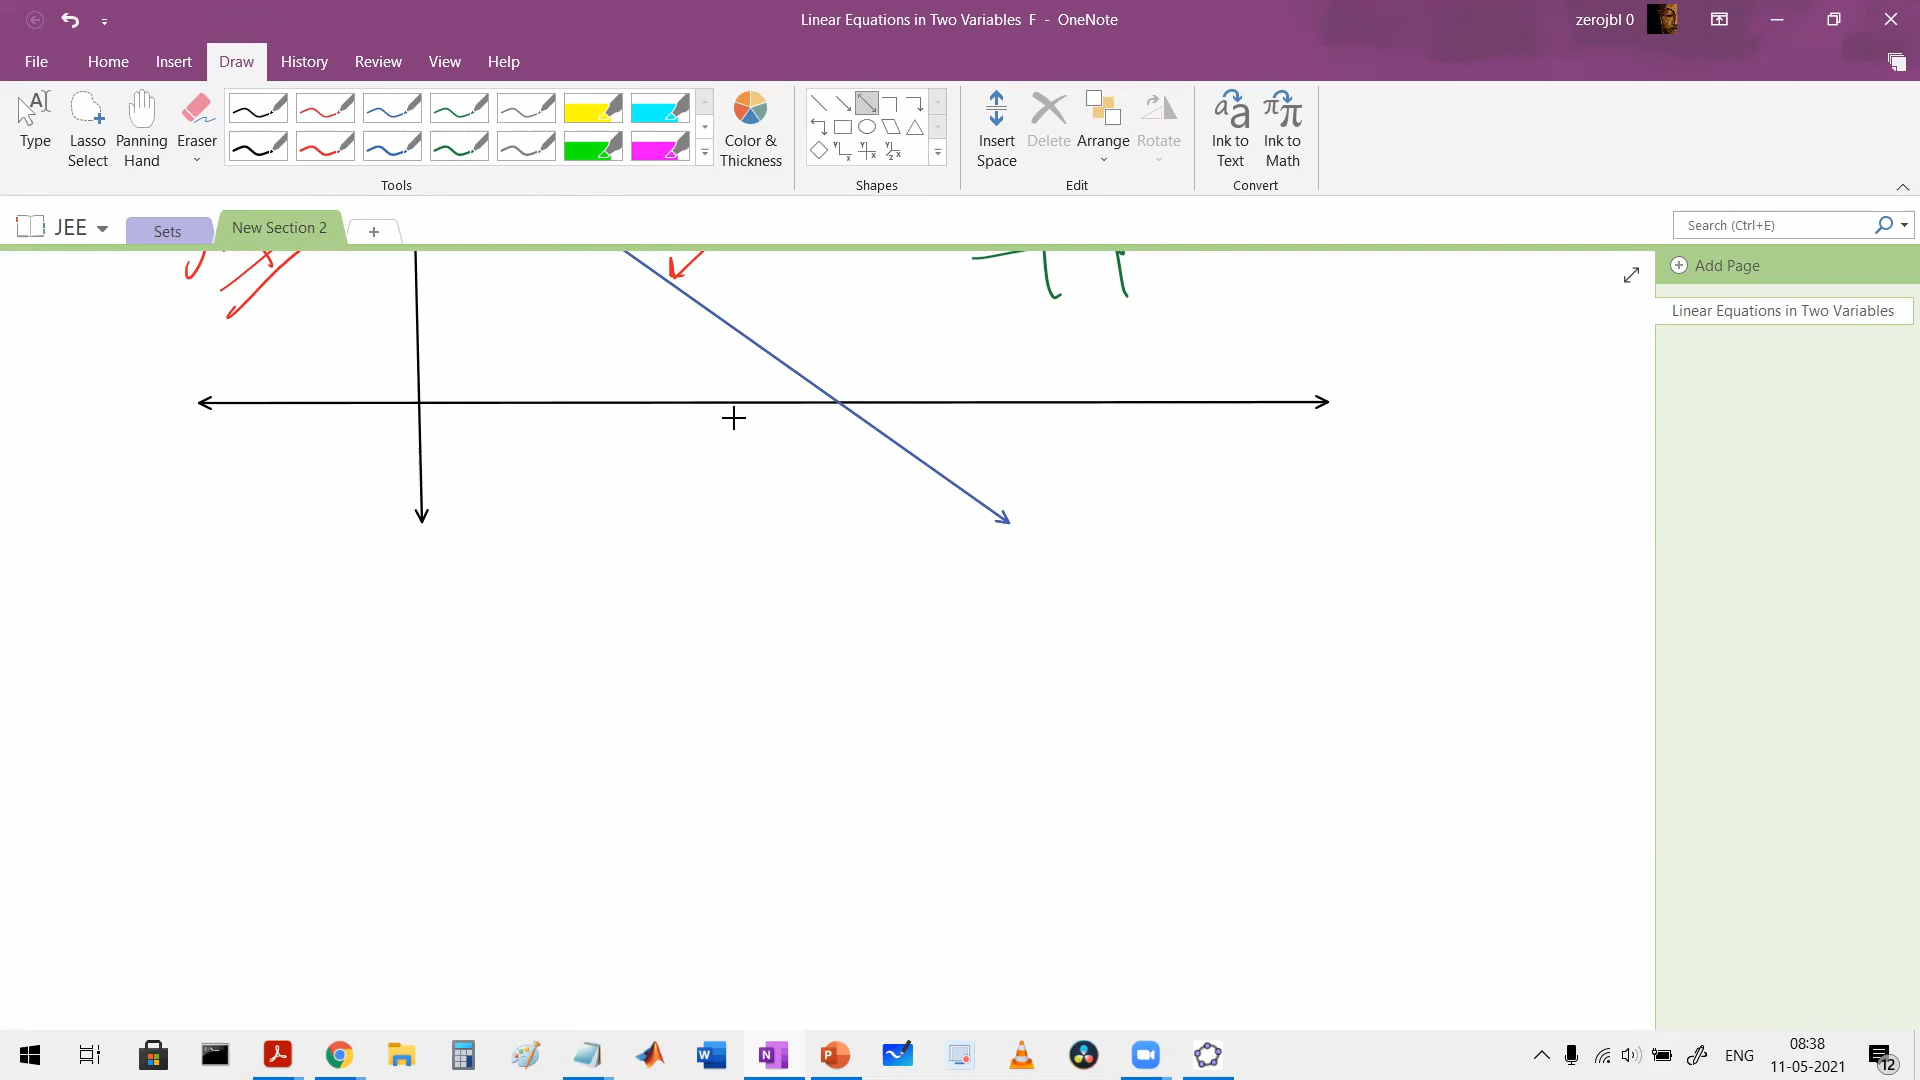 Linear Equations in Two Variables F - OneNote
zerojbl 0
File Home Insert Draw History Review View Help
Type
Lasso Select
Panning Hand
Eraser
Color & Thickness
Insert Space
Delete
Arrange
Rotate
Ink to Text
Ink to Math
Tools
Shapes
Edit
Convert
JEE
Sets
New Section 2
Search (Ctrl+E)
Add Page
Linear Equations in Two Variables
ENG
08:38
11-05-2021
12